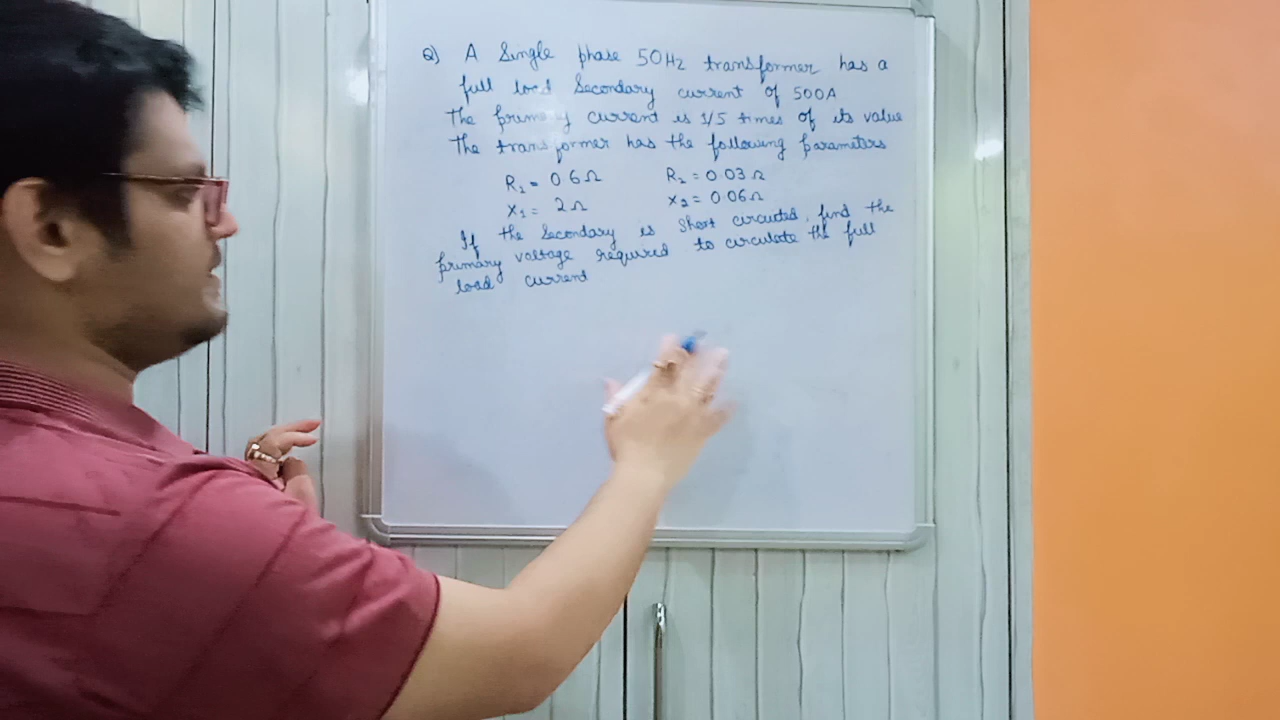 Q) A Single phase 50Hz transformer has a
full load Secondary current of 500A
The primary current is 1/5 times of its value
The transformer has the following parameters
R₁ = 0.6Ω R₂ = 0.03Ω
X₁ = 2Ω X₂ = 0.06Ω
If the Secondary is Short circuited, find the
primary voltage required to circulate the full
load current